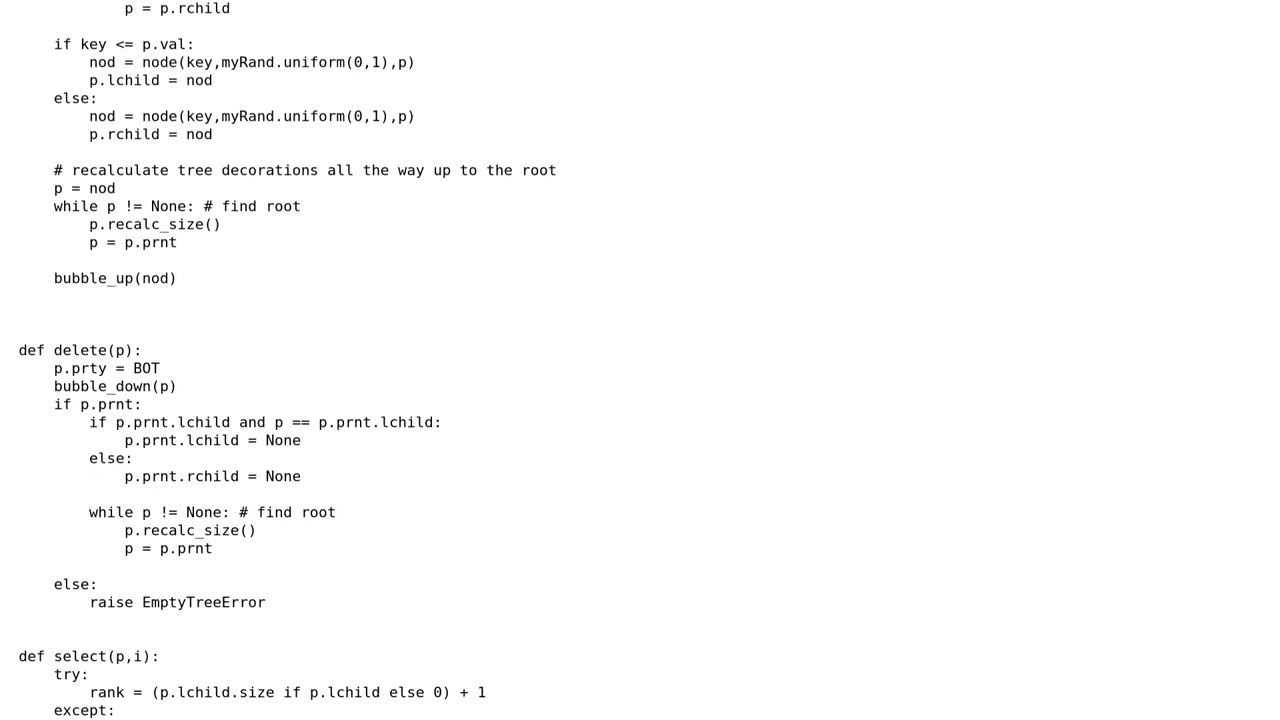 p = p.rchild
if key <= p.val:
nod = node(key,myRand.uniform(0,1),p)
p.lchild = nod
else:
nod = node(key,myRand.uniform(0,1),p)
p.rchild = nod
# recalculate tree decorations all the way up to the root
p = nod
while p != None: # find root
p.recalc_size()
p = p.prnt
bubble_up(nod)
def delete(p):
p.prty = BOT
bubble_down(p)
if p.prnt:
if p.prnt.lchild and p == p.prnt.lchild:
p.prnt.lchild = None
else:
p.prnt.rchild = None
while p != None: # find root
p.recalc_size()
p = p.prnt
else:
raise EmptyTreeError
def select(p,i):
try:
rank = (p.lchild.size if p.lchild else 0) + 1
except: